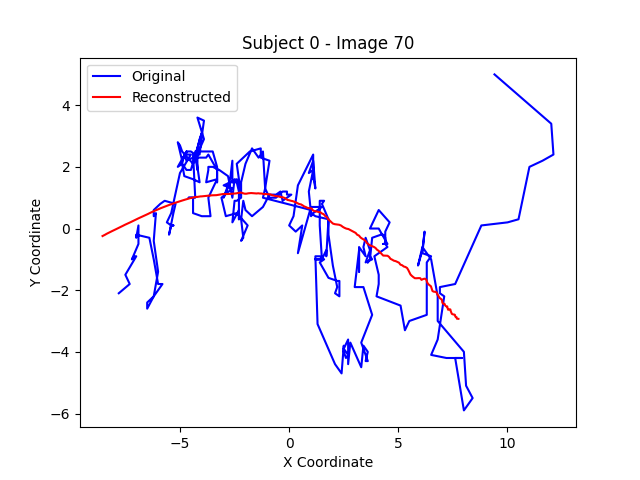 Subject 0 - Image 70
Original
Reconstructed
Y Coordinate
4
2
0
−2
−4
−6
−5
0
5
10
X Coordinate